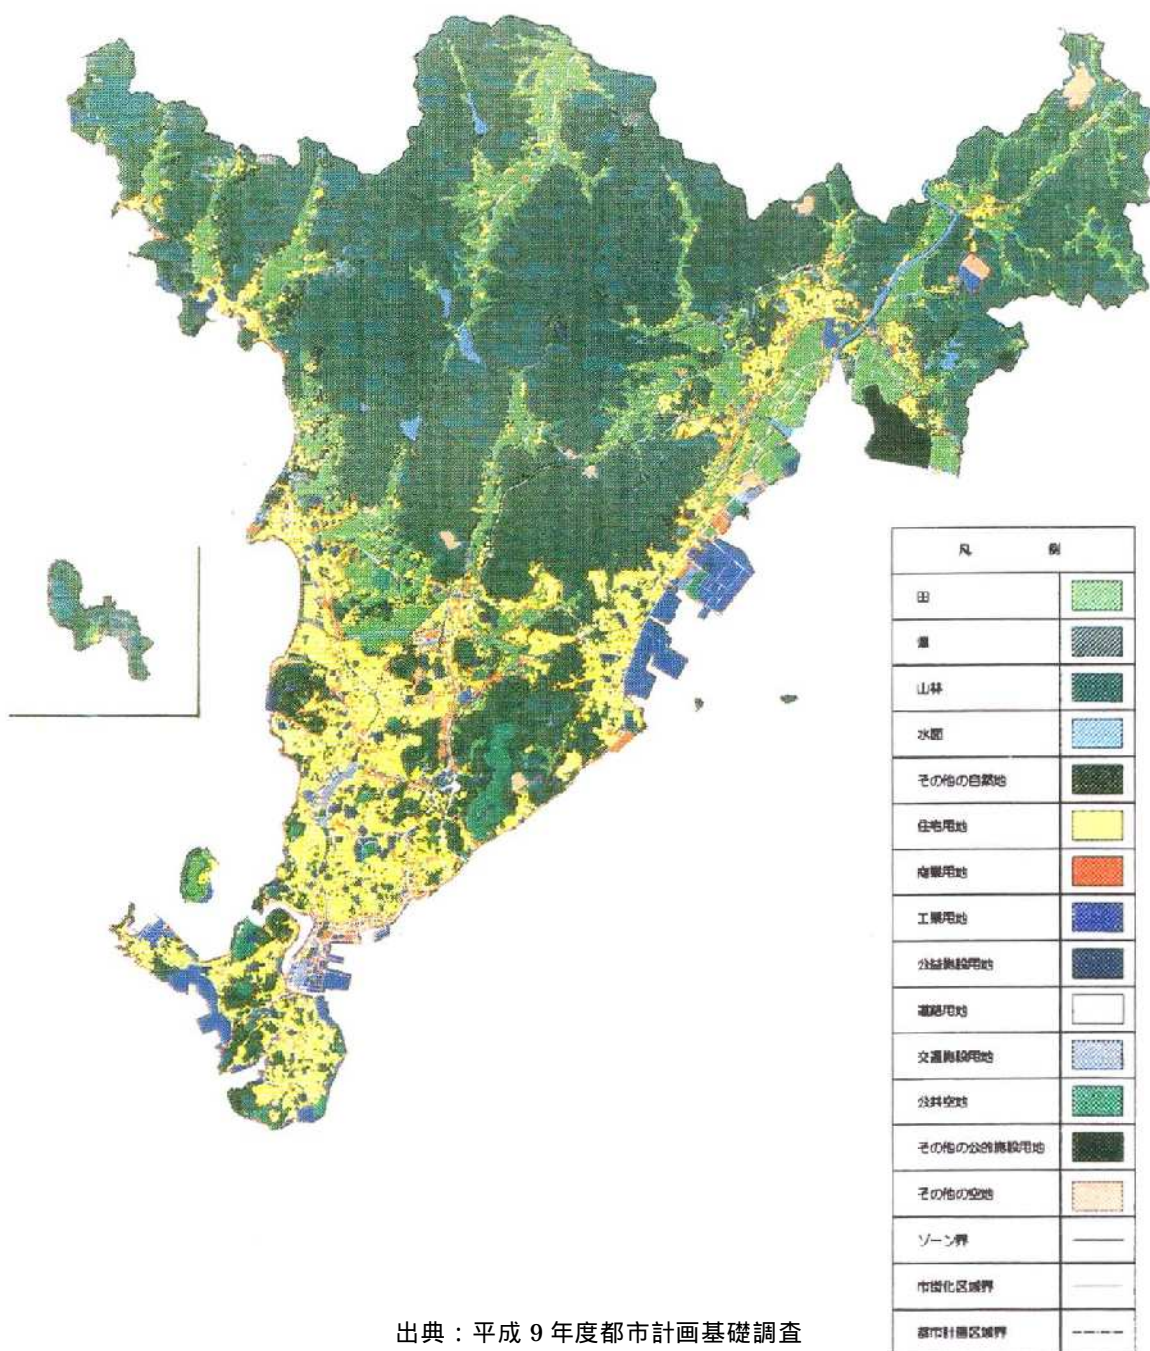 凡 例
田
畑
山林
水面
その他の自然地
住宅用地
商業用地
工業用地
公益施設用地
道路用地
交通施設用地
公共空地
その他の公的施設用地
その他の空地
ゾーン界
市街化区域界
都市計画区域界
出典：平成 9 年度都市計画基礎調査